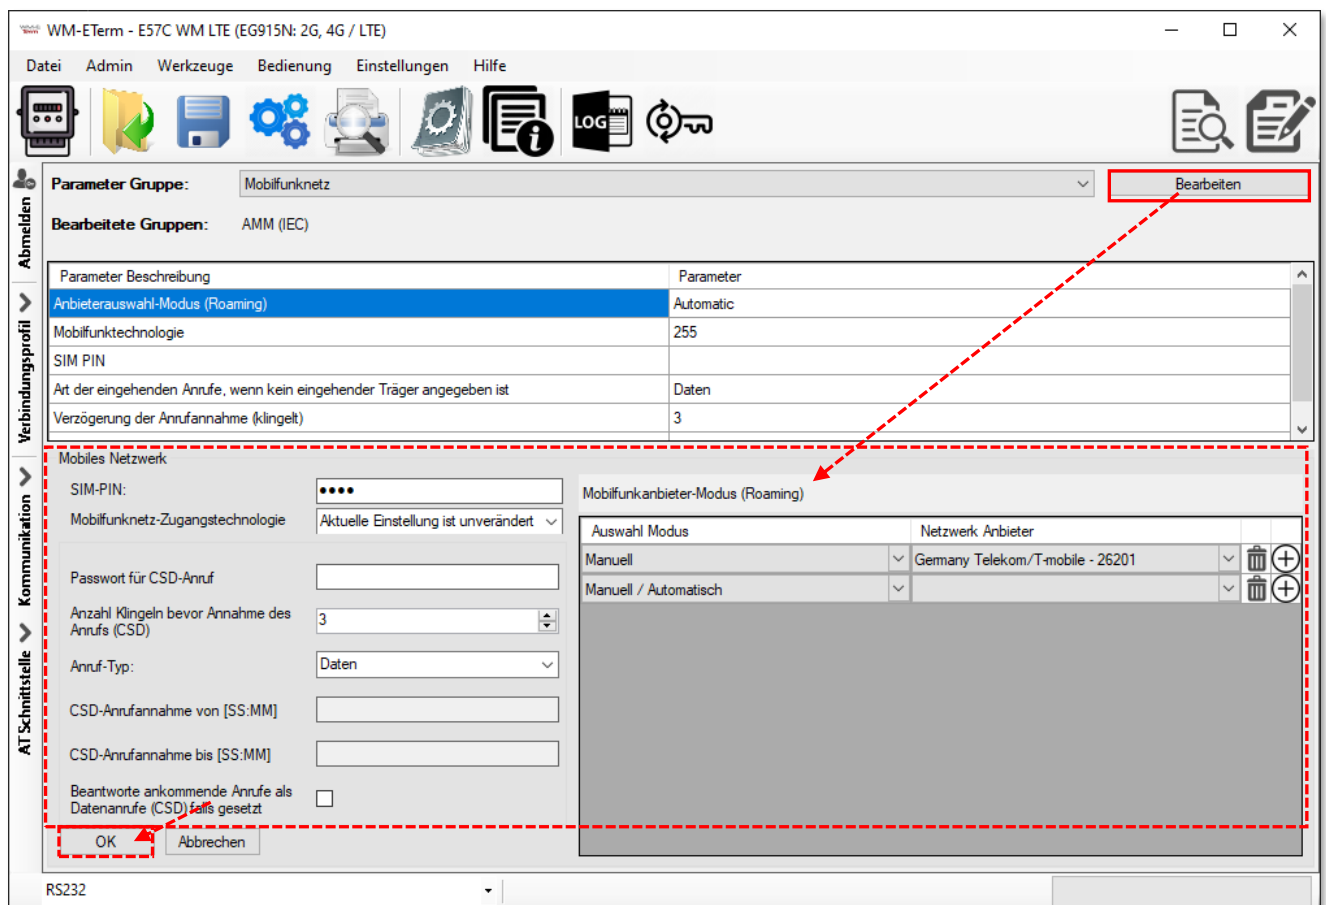 WM-ETerm - E57C WM LTE (EG915N: 2G, 4G / LTE)
Datei Admin Werkzeuge Bedienung Einstellungen Hilfe
LOG
Abmelden
Verbindungsprofil
Kommunikation
AT Schnittstelle
Parameter Gruppe: Mobilfunknetz Bearbeiten
Bearbeitete Gruppen: AMM (IEC)
Parameter Beschreibung Parameter
Anbieterauswahl-Modus (Roaming) Automatic
Mobilfunktechnologie 255
SIM PIN
Art der eingehenden Anrufe, wenn kein eingehender Träger angegeben ist Daten
Verzögerung der Anrufannahme (klingelt) 3
Mobiles Netzwerk
SIM-PIN: ●●●●
Mobilfunknetz-Zugangstechnologie Aktuelle Einstellung ist unverändert
Passwort für CSD-Anruf
Anzahl Klingeln bevor Annahme des
Anrufs (CSD) 3
Anruf-Typ: Daten
CSD-Anrufannahme von [SS:MM]
CSD-Anrufannahme bis [SS:MM]
Beantworte ankommende Anrufe als
Datenanrufe (CSD) falls gesetzt
Mobilfunkanbieter-Modus (Roaming)
Auswahl Modus Netzwerk Anbieter
Manuell Germany Telekom/T-mobile - 26201
Manuell / Automatisch
OK Abbrechen
RS232